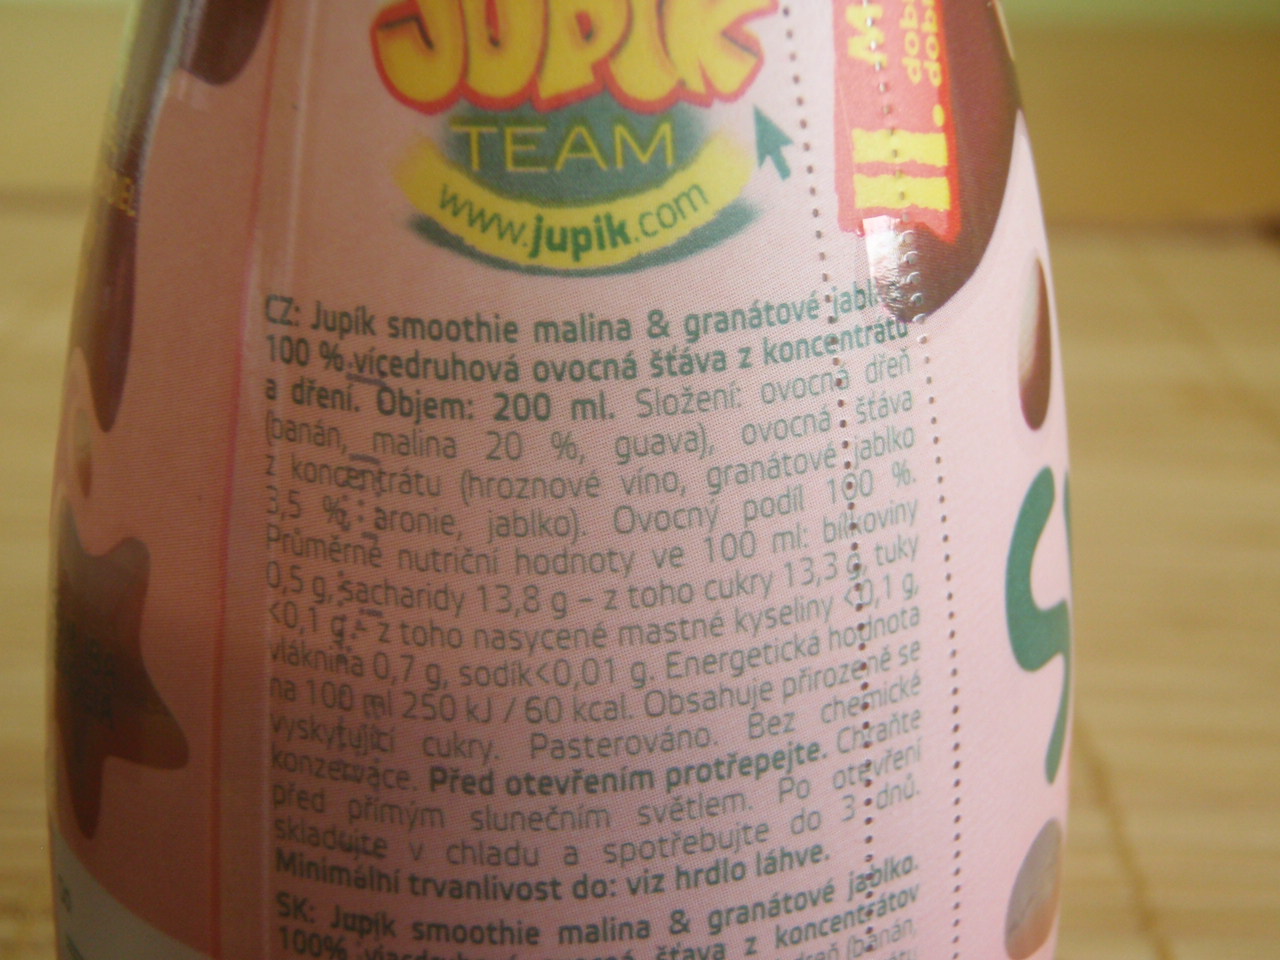 JUPÍK
TEAM
www.jupik.com
CZ: Jupík smoothie malina & granátové
100 % vícedruhová ovocná šťáva z koncentrátu
a dření. Objem: 200 ml. Složení: ovocná dřeň
(banán, malina 20 %, guava), ovocná šťáva
z koncentrátu (hroznové víno, granátové jablko
3,5 %, aronie, jablko). Ovocný podíl 100 %.
Průměrné nutriční hodnoty ve 100 ml: bílkoviny
0,5 g, sacharidy 13,8 g – z toho cukry 13,3 g, tuky
<0,1 g – z toho nasycené mastné kyseliny <0,1 g,
vláknina 0,7 g, sodík<0,01 g. Energetická hodnota
na 100 ml 250 kJ / 60 kcal. Obsahuje přirozeně se
vyskytující cukry. Pasterováno. Bez chemické
konzervace. Před otevřením protřepejte. Chraňte
před přímým slunečním světlem. Po otevření
skladujte v chladu a spotřebujte do 3 dnů.
Minimální trvanlivost do: viz hrdlo láhve.
SK: Jupík smoothie malina & granátové jablko.
100% šťava z koncentrátov
(banán,